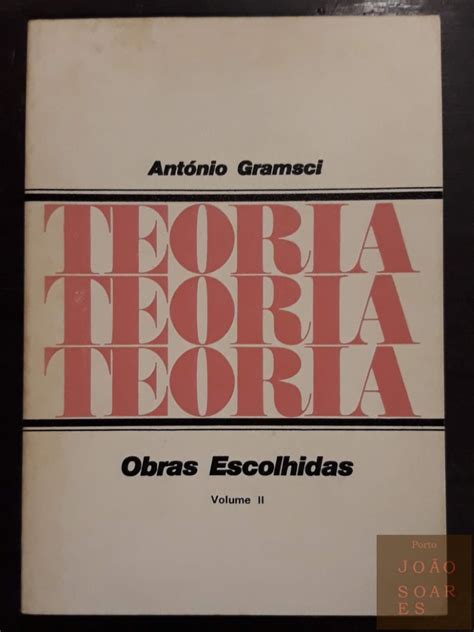 António Gramsci
TEORIA
TEORIA
TEORIA
Obras Escolhidas
Volume II
Porto
JOÃO
SOAR
ES